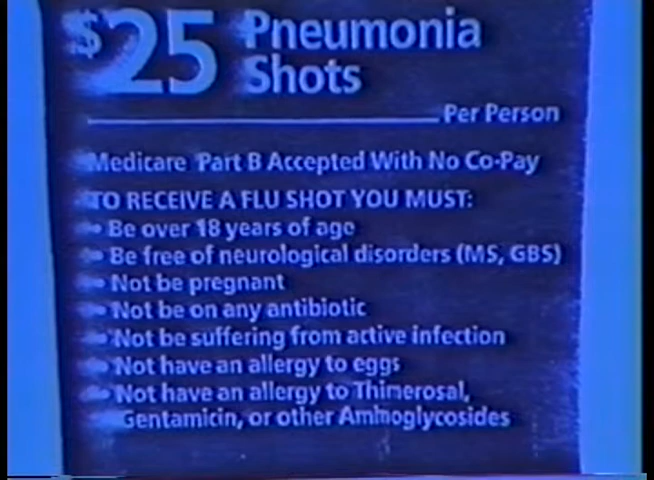 $25 Pneumonia
Shots
Per Person
Medicare Part B Accepted With No Co-Pay
TO RECEIVE A FLU SHOT YOU MUST:
• Be over 18 years of age
• Be free of neurological disorders (MS, GBS)
• Not be pregnant
• Not be on any antibiotic
• Not be suffering from active infection
• Not have an allergy to eggs
• Not have an allergy to Thimerosal,
Gentamicin, or other Aminoglycosides